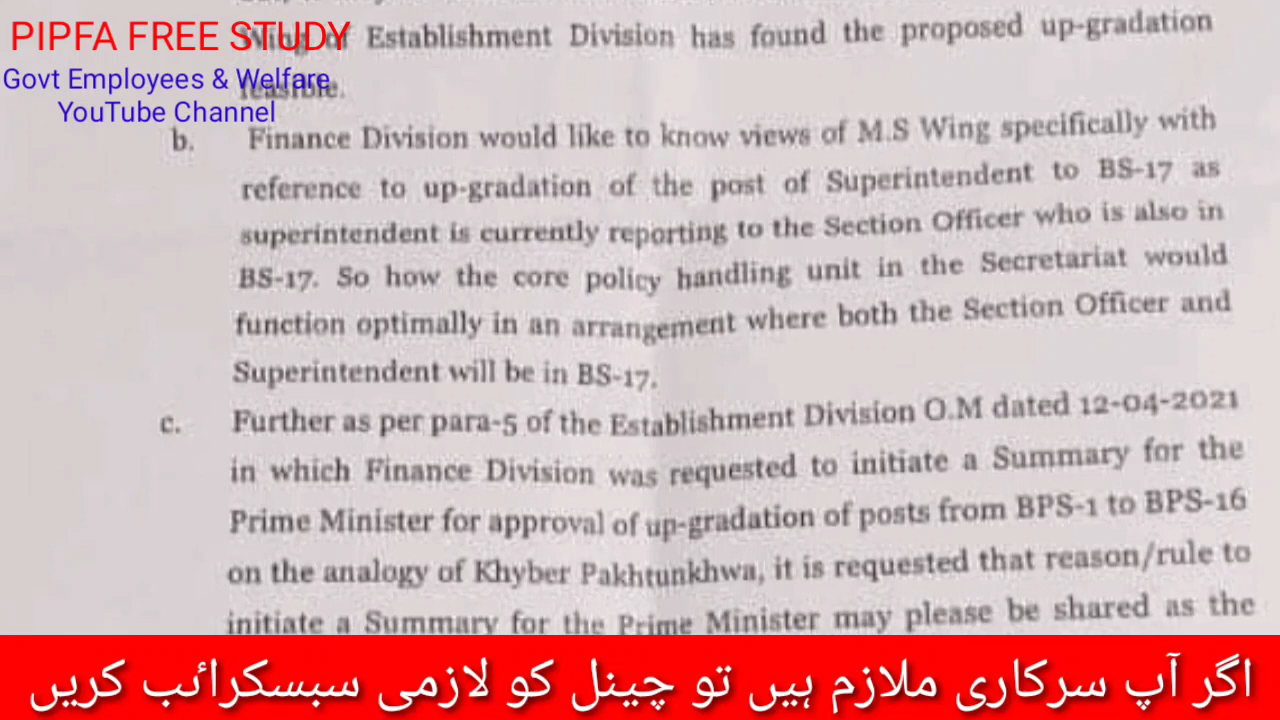 PIPFA FREE STUDY
Govt Employees & Welfare
YouTube Channel
Wing of Establishment Division has found the proposed up-gradation
feasible.
b. Finance Division would like to know views of M.S Wing specifically with
reference to up-gradation of the post of Superintendent to BS-17 as
superintendent is currently reporting to the Section Officer who is also in
BS-17. So how the core policy handling unit in the Secretariat would
function optimally in an arrangement where both the Section Officer and
Superintendent will be in BS-17.
c. Further as per para-5 of the Establishment Division O.M dated 12-04-2021
in which Finance Division was requested to initiate a Summary for the
Prime Minister for approval of up-gradation of posts from BPS-1 to BPS-16
on the analogy of Khyber Pakhtunkhwa, it is requested that reason/rule to
initiate a Summary for the Prime Minister may please be shared as the
اگر آپ سرکاری ملازم ہیں تو چینل کو لازمی سبسکرائب کریں